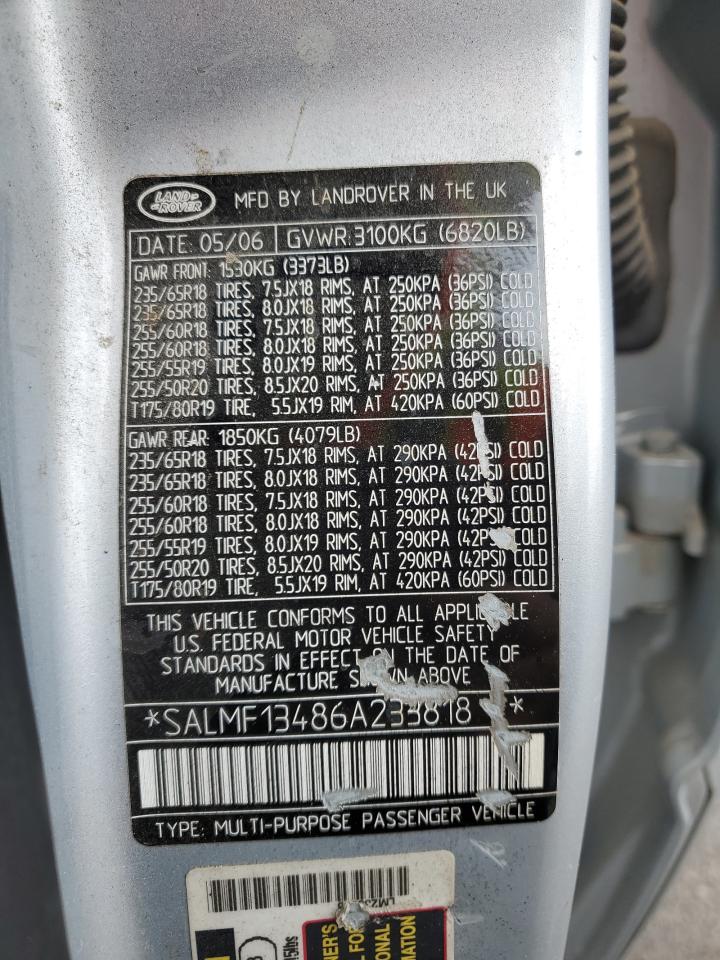 LAND ROVER
MFD BY LANDROVER IN THE UK
DATE: 05/06 GVWR: 3100KG (6820LB)
GAWR FRONT: 1530KG (3373LB)
235/65R18 TIRES, 7.5JX18 RIMS, AT 250KPA (36PSI) COLD
235/65R18 TIRES, 8.0JX18 RIMS, AT 250KPA (36PSI) COLD
255/60R18 TIRES, 7.5JX18 RIMS, AT 250KPA (36PSI) COLD
255/60R18 TIRES, 8.0JX18 RIMS, AT 250KPA (36PSI) COLD
255/55R19 TIRES, 8.0JX19 RIMS, AT 250KPA (36PSI) COLD
255/50R20 TIRES, 8.5JX20 RIMS, AT 250KPA (36PSI) COLD
T175/80R19 TIRE, 5.5JX19 RIM, AT 420KPA (60PSI) COLD
GAWR REAR: 1850KG (4079LB)
235/65R18 TIRES, 7.5JX18 RIMS, AT 290KPA (42PSI) COLD
235/65R18 TIRES, 8.0JX18 RIMS, AT 290KPA (42PSI) COLD
255/60R18 TIRES, 7.5JX18 RIMS, AT 290KPA (42PSI) COLD
255/60R18 TIRES, 8.0JX18 RIMS, AT 290KPA (42PSI) COLD
255/55R19 TIRES, 8.0JX19 RIMS, AT 290KPA (42PSI) COLD
255/50R20 TIRES, 8.5JX20 RIMS, AT 290KPA (42PSI) COLD
T175/80R19 TIRE, 5.5JX19 RIM, AT 420KPA (60PSI) COLD
THIS VEHICLE CONFORMS TO ALL APPLICABLE
U.S. FEDERAL MOTOR VEHICLE SAFETY
STANDARDS IN EFFECT ON THE DATE OF
MANUFACTURE SHOWN ABOVE
*SALMF13486A233818 *
TYPE: MULTI-PURPOSE PASSENGER VEHICLE
5lbs
NER'S
L FOR
ONAL
MATION